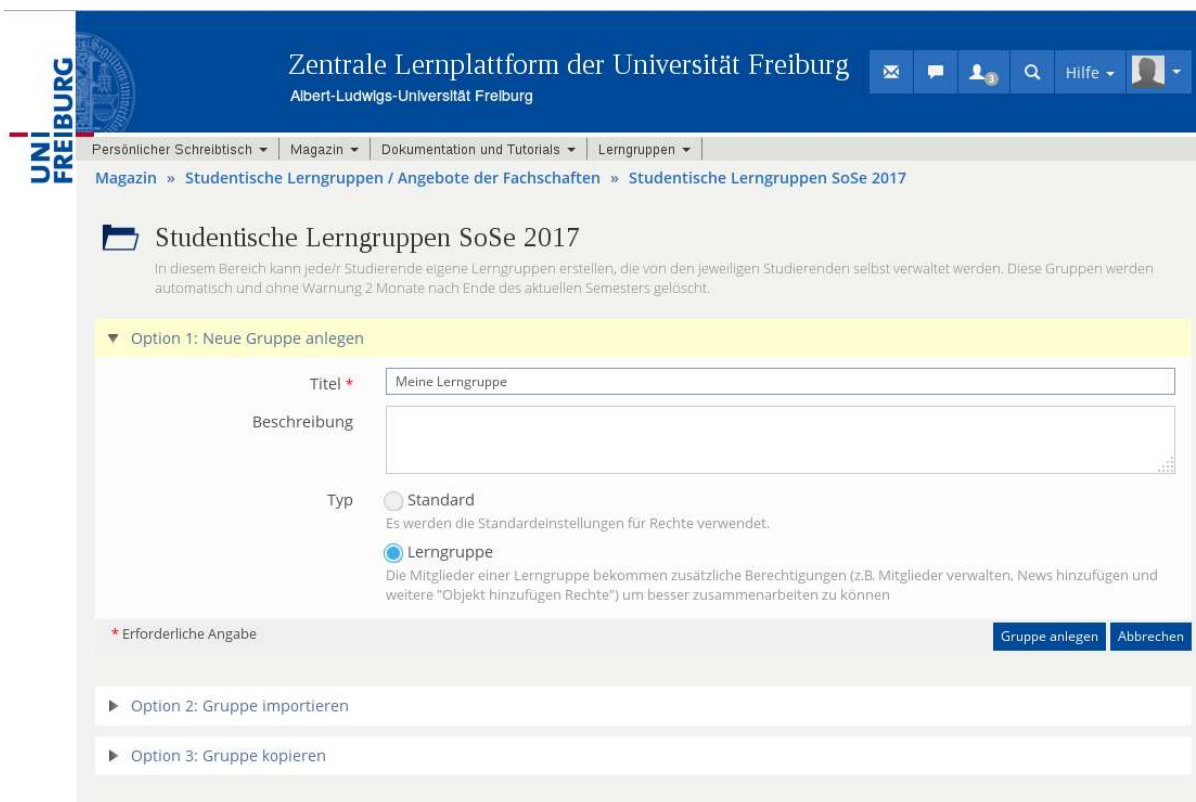 UNI
FREIBURG
Zentrale Lernplattform der Universität Freiburg
Albert-Ludwigs-Universität Freiburg
3
Hilfe
Persönlicher Schreibtisch
Magazin
Dokumentation und Tutorials
Lerngruppen
Magazin » Studentische Lerngruppen / Angebote der Fachschaften » Studentische Lerngruppen SoSe 2017
Studentische Lerngruppen SoSe 2017
In diesem Bereich kann jede/r Studierende eigene Lerngruppen erstellen, die von den jeweiligen Studierenden selbst verwaltet werden. Diese Gruppen werden
automatisch und ohne Warnung 2 Monate nach Ende des aktuellen Semesters gelöscht.
Option 1: Neue Gruppe anlegen
Titel *
Meine Lerngruppe
Beschreibung
Typ
Standard
Es werden die Standardeinstellungen für Rechte verwendet.
Lerngruppe
Die Mitglieder einer Lerngruppe bekommen zusätzliche Berechtigungen (z.B. Mitglieder verwalten, News hinzufügen und
weitere "Objekt hinzufügen Rechte") um besser zusammenarbeiten zu können
* Erforderliche Angabe
Gruppe anlegen
Abbrechen
Option 2: Gruppe importieren
Option 3: Gruppe kopieren